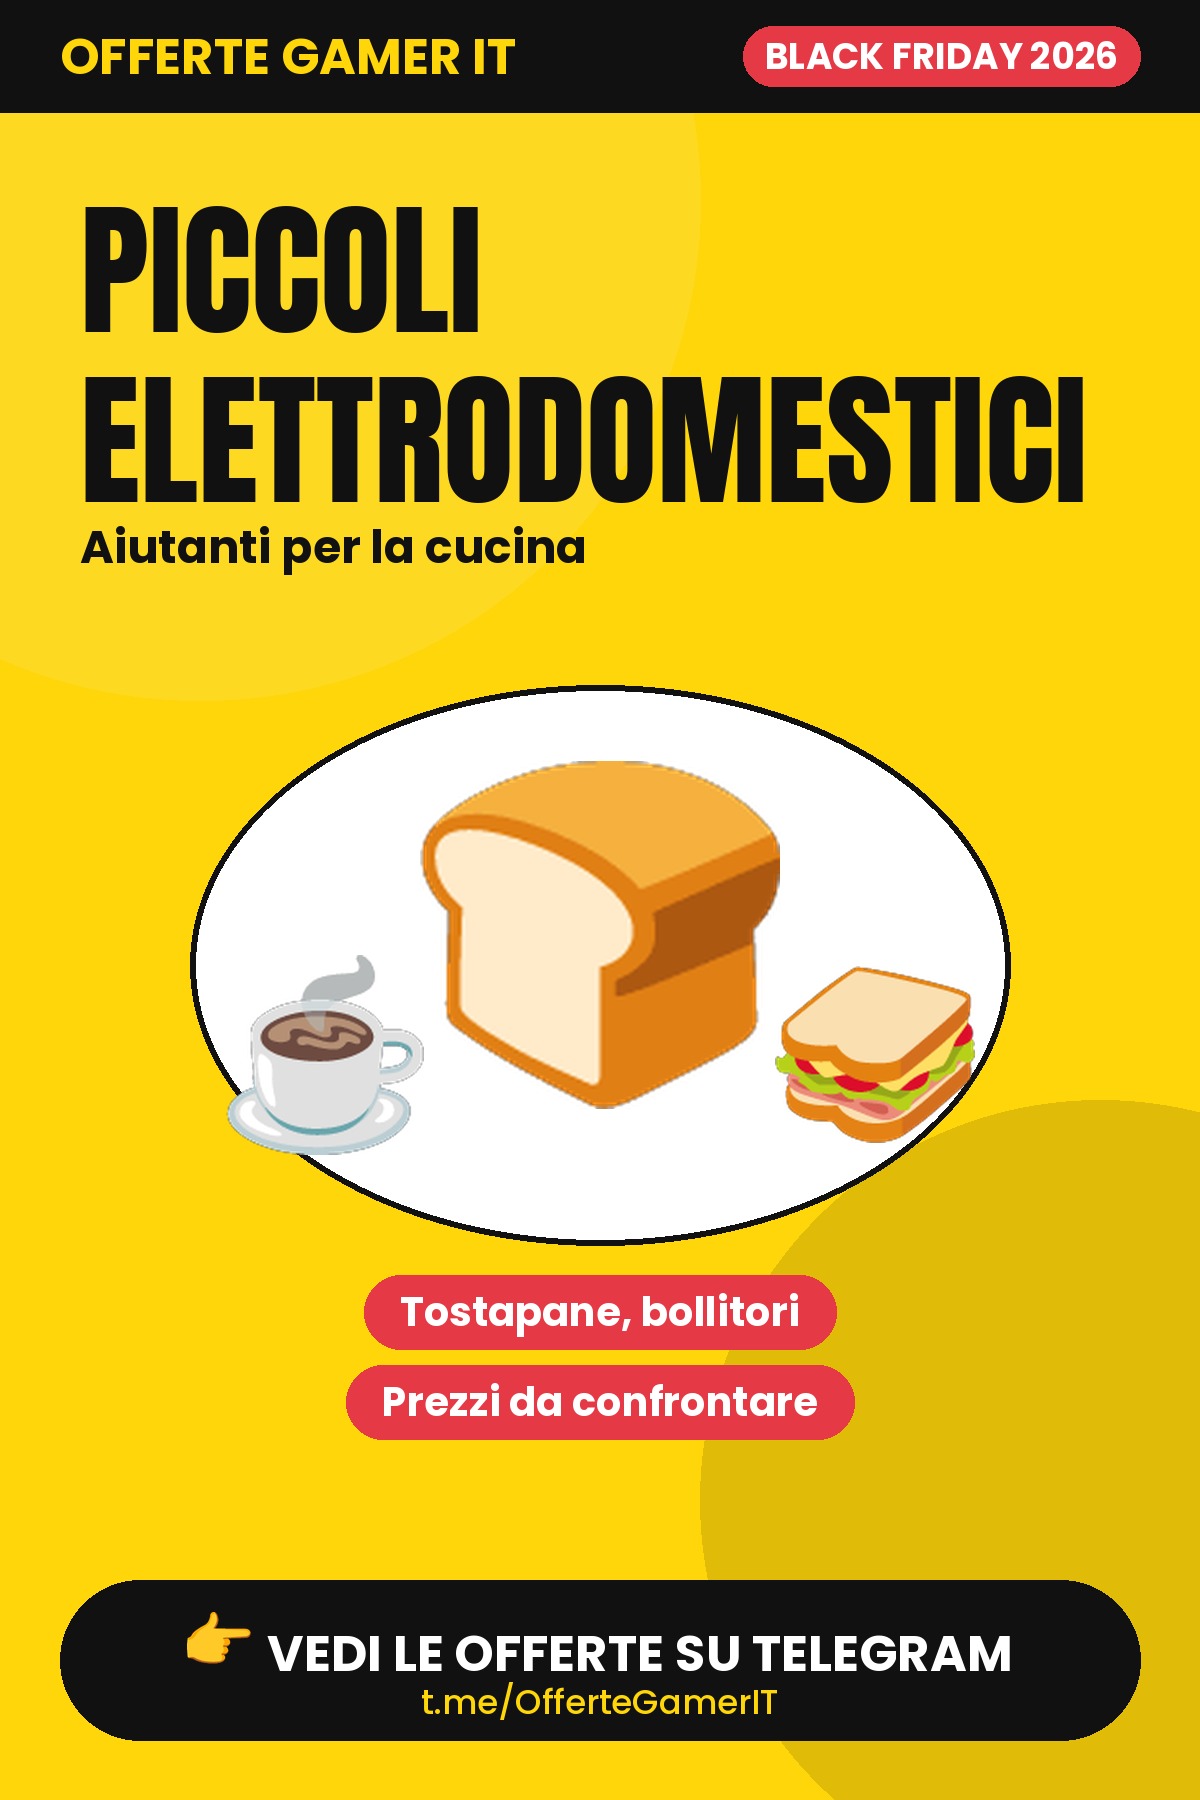 OFFERTE GAMER IT
BLACK FRIDAY 2026
PICCOLI
ELETTRODOMESTICI
Aiutanti per la cucina
Tostapane, bollitori
Prezzi da confrontare
👉 VEDI LE OFFERTE SU TELEGRAM
t.me/OfferteGamerIT